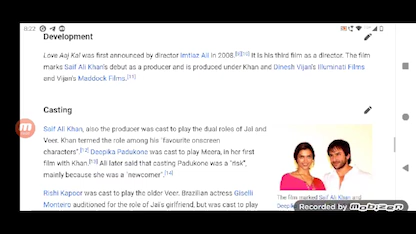 8:22
Development
Love Aaj Kal was first announced by director Imtiaz Ali in 2008.[9][10] It is his third film as a director. The film
marks Saif Ali Khan's debut as a producer and is produced under Khan and Dinesh Vijan's Illuminati Films
and Vijan's Maddock Films.[11]
Casting
Saif Ali Khan, also the producer was cast to play the dual roles of Jai and
Veer. Khan termed the role among his "favourite onscreen
characters".[12] Deepika Padukone was cast to play Meera, in her first
film with Khan.[13] Ali later said that casting Padukone was a "risk",
mainly because she was a "newcomer".[14]
Rishi Kapoor was cast to play the older Veer. Brazilian actress Giselli
Monteiro auditioned for the role of Jai's girlfriend, but was cast to play
The film marked Saif Ali Khan and
Recorded by Mobizen